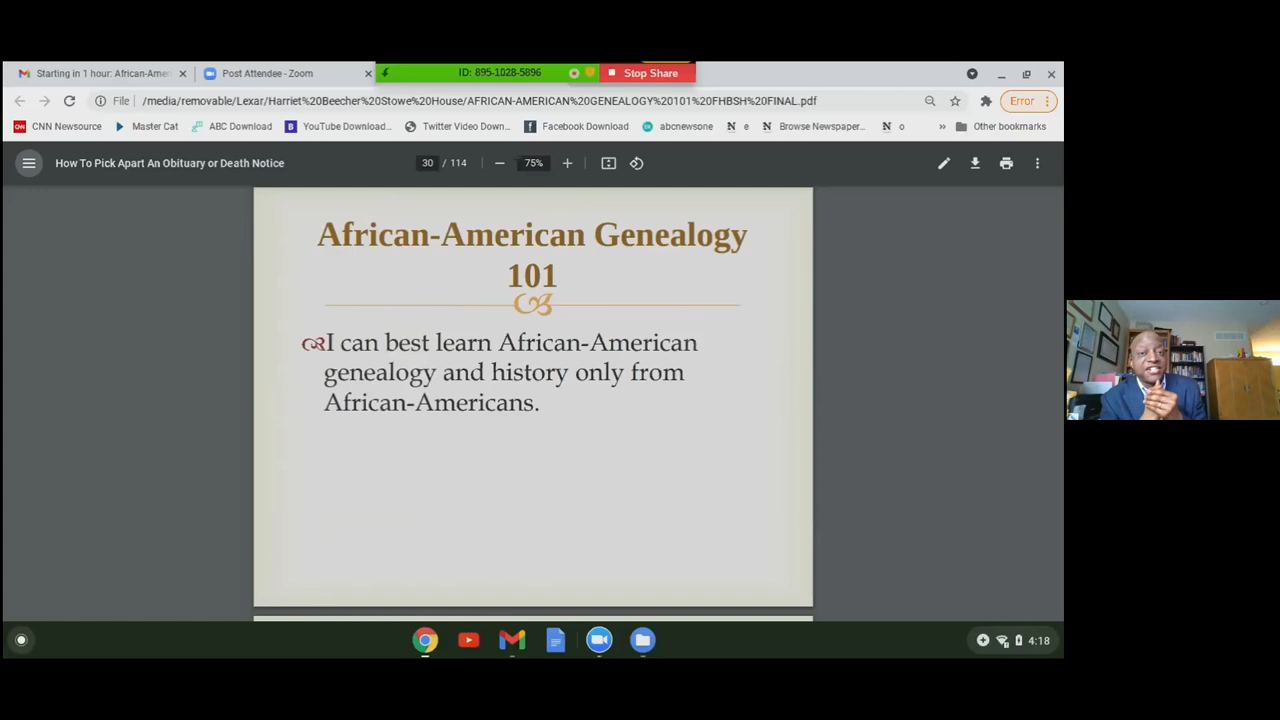 Starting in 1 hour: African-Amer
Post Attendee - Zoom
ID: 895-1028-5896
Stop Share
File
/media/removable/Lexar/Harriet%20Beecher%20Stowe%20House/AFRICAN-AMERICAN%20GENEALOGY%20101%20FHBSH%20FINAL.pdf
Error
CNN Newsource
Master Cat
ABC Download
YouTube Download...
Twitter Video Down...
Facebook Download
abcnewsone
N e
N Browse Newspaper...
N o
»
Other bookmarks
How To Pick Apart An Obituary or Death Notice
30 / 114
75%
African-American Genealogy
101
I can best learn African-American
genealogy and history only from
African-Americans.
4:18